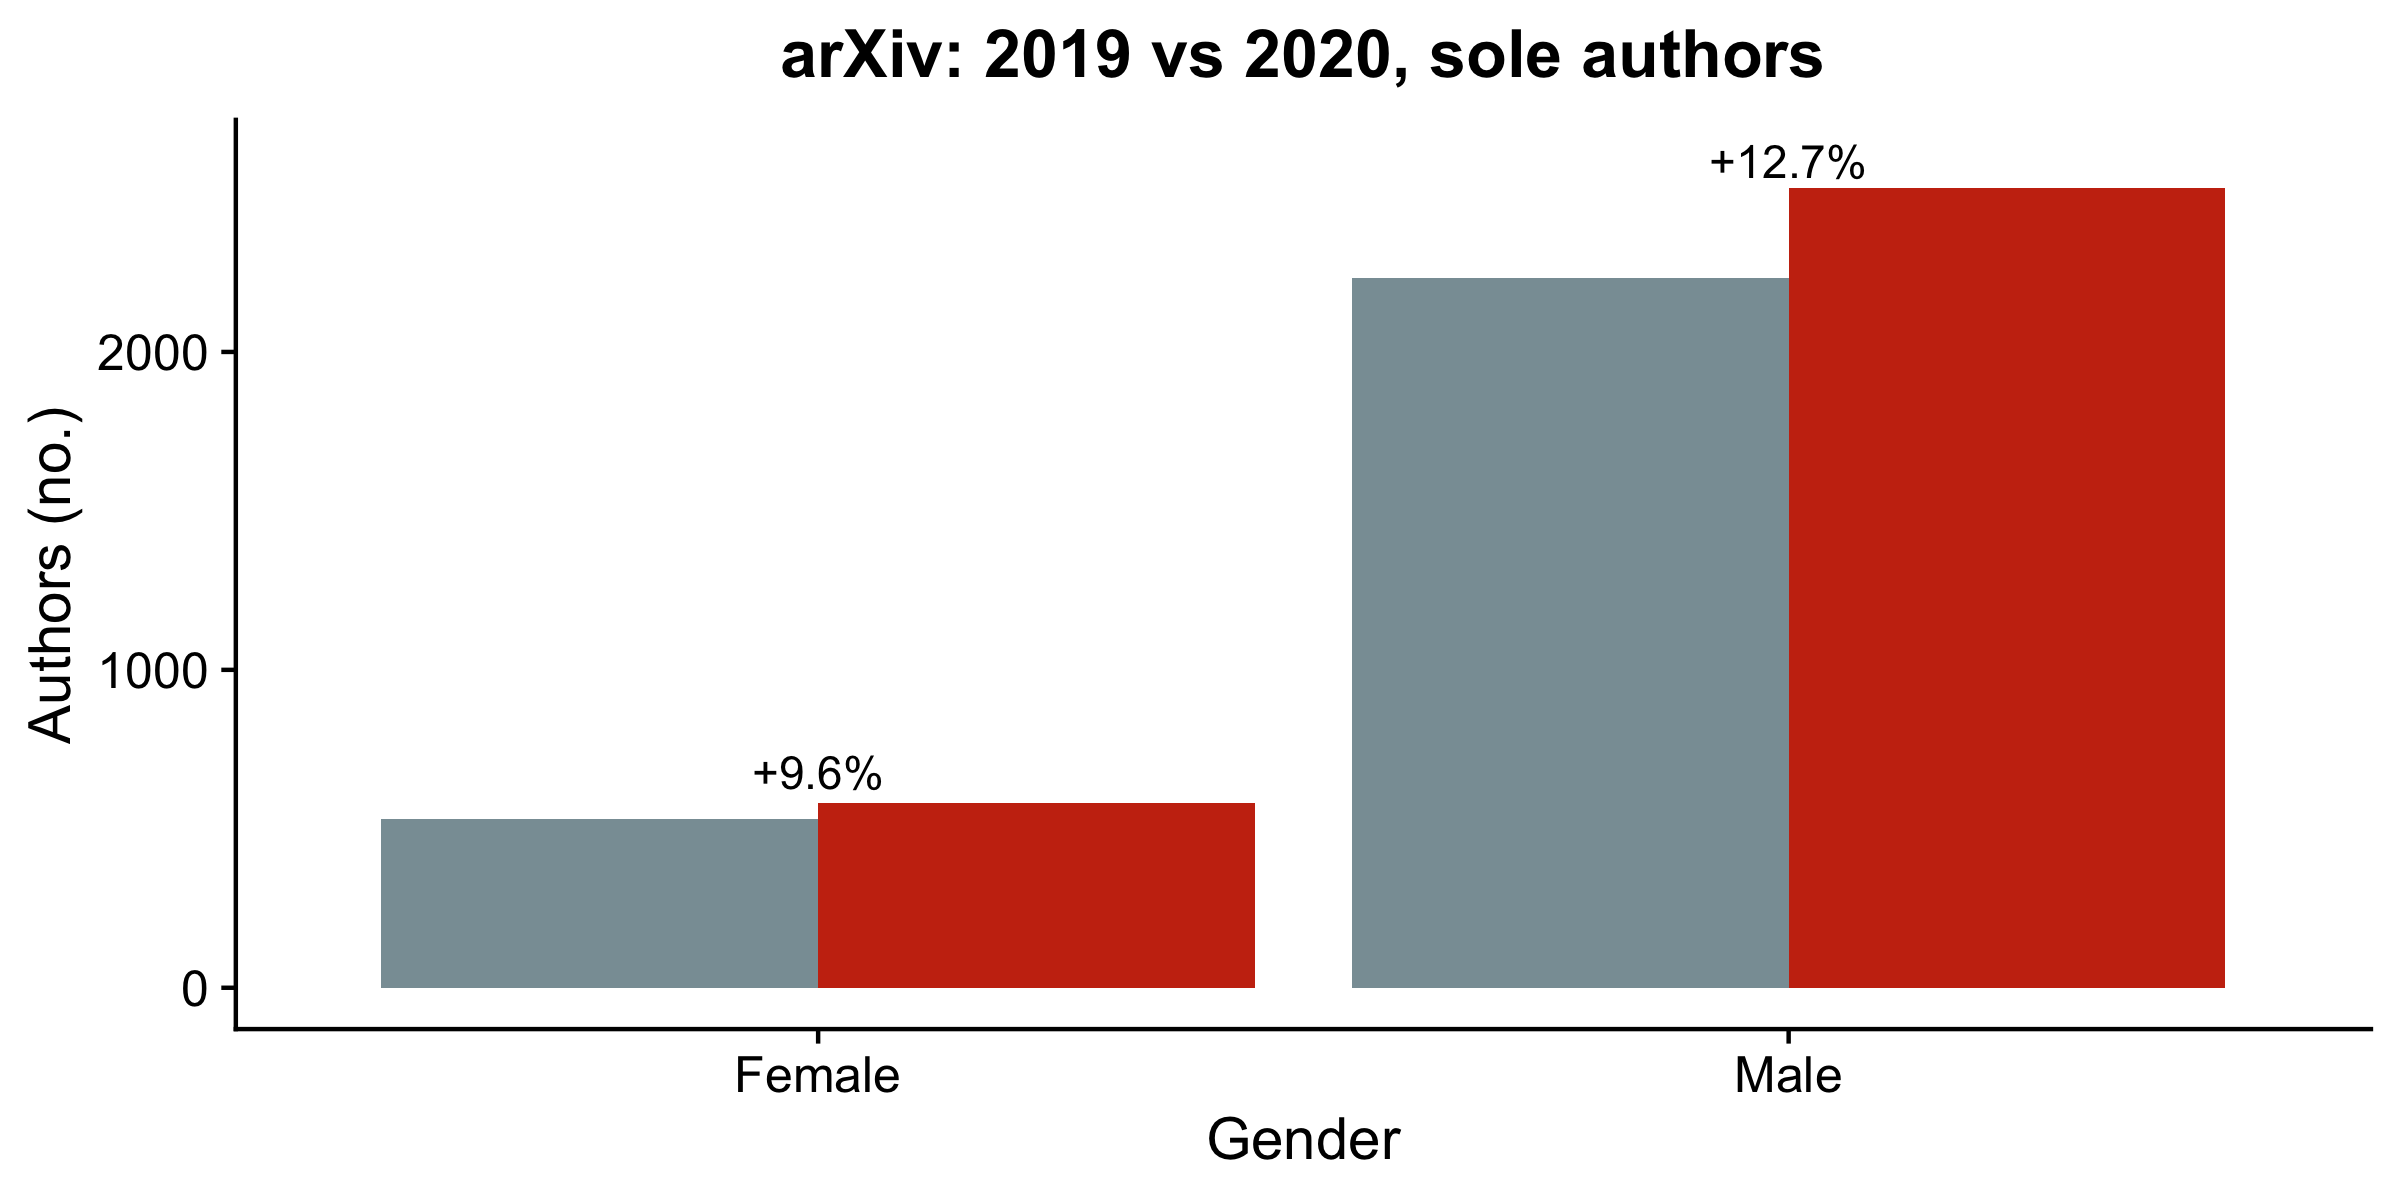 arXiv: 2019 vs 2020, sole authors
+12.7%
2000
Authors (no.)
1000
+9.6%
0
Female
Male
Gender